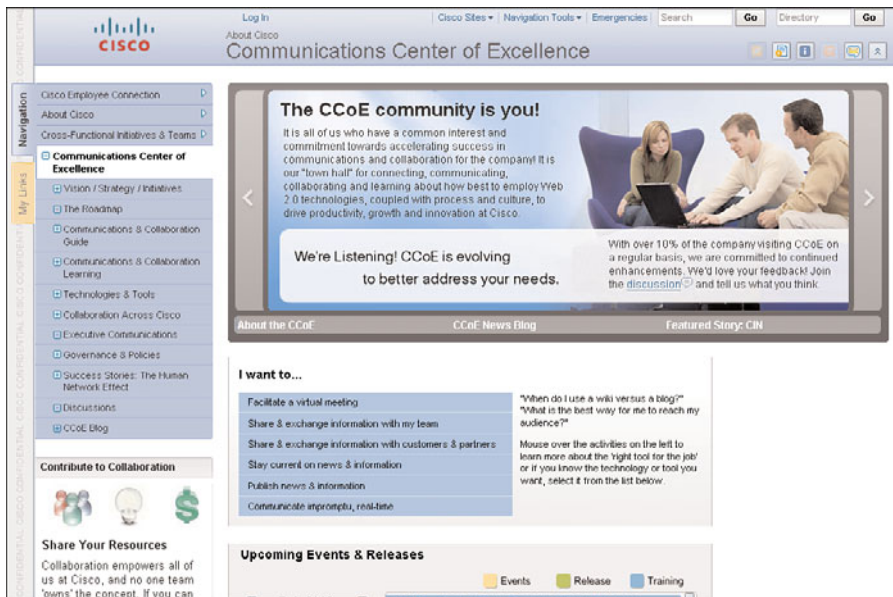 CISCO CONFIDENTIAL CISCO CONFIDENTIAL CISCO CONFIDENTIAL
CISCO
Log In
Cisco Sites
Navigation Tools
Emergencies
Search
Go
Directory
Go
About Cisco
Communications Center of Excellence
Navigation
My Links
Cisco Employee Connection
About Cisco
Cross-Functional Initiatives & Teams
Communications Center of
Excellence
Vision / Strategy / Initiatives
The Roadmap
Communications & Collaboration
Guide
Communications & Collaboration
Learning
Technologies & Tools
Collaboration Across Cisco
Executive Communications
Governance & Policies
Success Stories: The Human
Network Effect
Discussions
CCoE Blog
Contribute to Collaboration
Share Your Resources
Collaboration empowers all of
us at Cisco, and no one team
'owns' the concept. If you can
The CCoE community is you!
It is all of us who have a common interest and
commitment towards accelerating success in
communications and collaboration for the company! It is
our "town hall" for connecting, communicating,
collaborating and learning about how best to employ Web
2.0 technologies, coupled with process and culture, to
drive productivity, growth and innovation at Cisco.
We're Listening! CCoE is evolving
to better address your needs.
With over 10% of the company visiting CCoE on
a regular basis, we are committed to continued
enhancements. We'd love your feedback! Join
the discussion and tell us what you think.
About the CCoE
CCoE News Blog
Featured Story: CIN
I want to...
Facilitate a virtual meeting
Share & exchange information with my team
Share & exchange information with customers & partners
Stay current on news & information
Publish news & information
Communicate impromptu, real-time
"When do I use a wiki versus a blog?"
"What is the best way for me to reach my
audience?"
Mouse over the activities on the left to
learn more about the 'right tool for the job'
or if you know the technology or tool you
want, select it from the list below.
Upcoming Events & Releases
Events
Release
Training